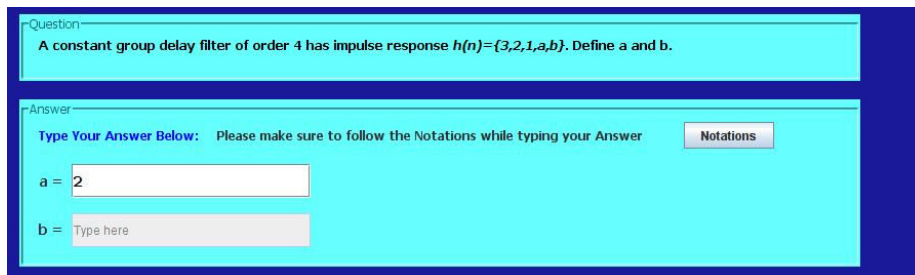 Question
A constant group delay filter of order 4 has impulse response h(n)={3,2,1,a,b}. Define a and b.
Answer
Type Your Answer Below: Please make sure to follow the Notations while typing your Answer Notations
a = 2
b = Type here